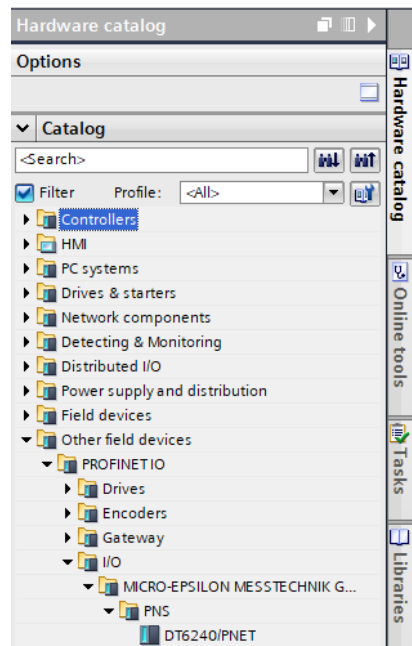 Hardware catalog
Options
Catalog
<Search>
Filter Profile: <All>
Controllers
HMI
PC systems
Drives & starters
Network components
Detecting & Monitoring
Distributed I/O
Power supply and distribution
Field devices
Other field devices
PROFINET IO
Drives
Encoders
Gateway
I/O
MICRO-EPSILON MESSTECHNIK G...
PNS
DT6240/PNET
Hardware catalog
Online tools
Tasks
Libraries